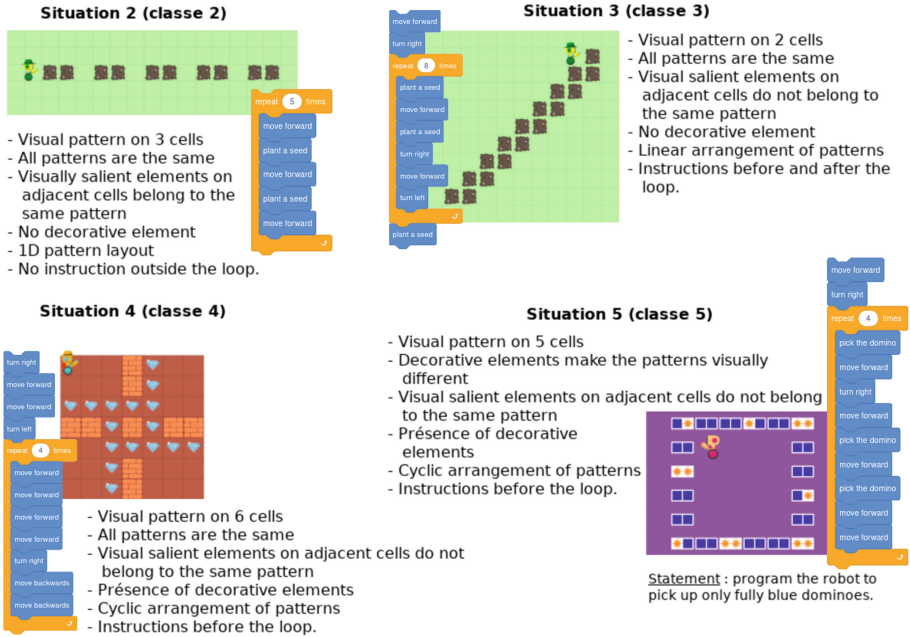 Situation 2 (classe 2)
repeat 5 times
move forward
plant a seed
move forward
plant a seed
move forward
- Visual pattern on 3 cells
- All patterns are the same
- Visually salient elements on
adjacent cells belong to the
same pattern
- No decorative element
- 1D pattern layout
- No instruction outside the loop.
Situation 3 (classe 3)
move forward
turn right
repeat 8 times
plant a seed
move forward
plant a seed
turn right
move forward
turn left
plant a seed
- Visual pattern on 2 cells
- All patterns are the same
- Visual salient elements on
adjacent cells do not belong to
the same pattern
- No decorative element
- Linear arrangement of patterns
- Instructions before and after the
loop.
Situation 4 (classe 4)
turn right
move forward
move forward
turn left
repeat 4 times
move forward
move forward
move forward
move forward
turn right
move backwards
move backwards
- Visual pattern on 6 cells
- All patterns are the same
- Visual salient elements on adjacent cells do not
belong to the same pattern
- Présence of decorative elements
- Cyclic arrangement of patterns
- Instructions before the loop.
Situation 5 (classe 5)
- Visual pattern on 5 cells
- Decorative elements make the patterns visually
different
- Visual salient elements on adjacent cells do not belong
to the same pattern
- Présence of decorative
elements
- Cyclic arrangement of patterns
- Instructions before the loop.
move forward
turn right
repeat 4 times
pick the domino
move forward
turn right
move forward
pick the domino
move forward
pick the domino
move forward
move forward
Statement : program the robot to
pick up only fully blue dominoes.